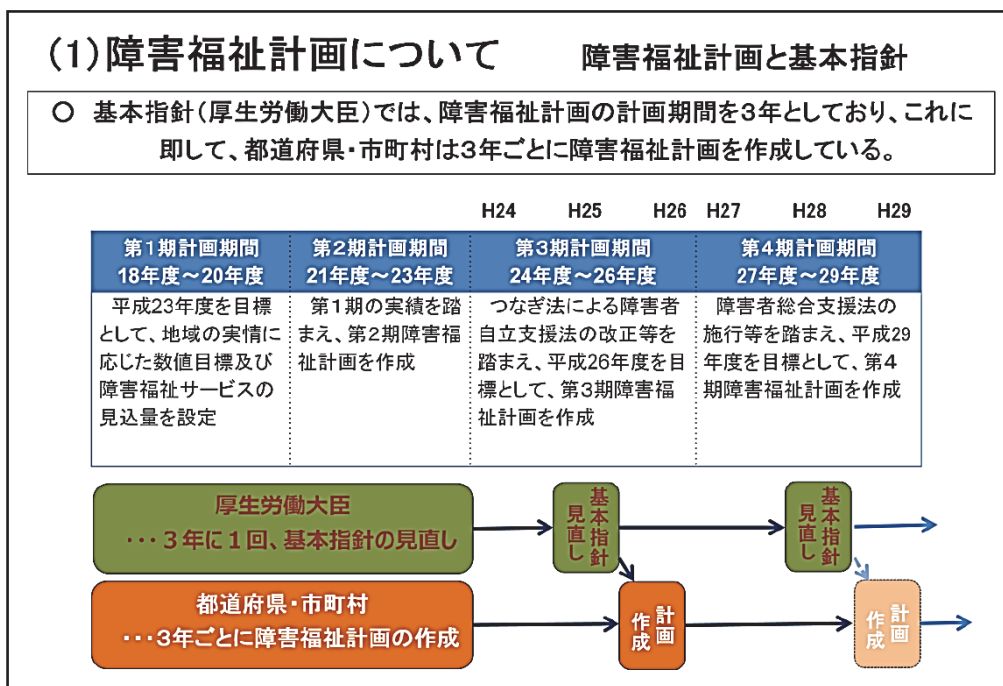 (1)障害福祉計画について
障害福祉計画と基本指針
○ 基本指針(厚生労働大臣)では、障害福祉計画の計画期間を3年としており、これに
即して、都道府県・市町村は3年ごとに障害福祉計画を作成している。
H24 H25 H26 H27 H28 H29
第1期計画期間
18年度～20年度
第2期計画期間
21年度～23年度
第3期計画期間
24年度～26年度
第4期計画期間
27年度～29年度
平成23年度を目標
として、地域の実情に
応じた数値目標及び
障害福祉サービスの
見込量を設定
第1期の実績を踏
まえ、第2期障害福
祉計画を作成
つなぎ法による障害者
自立支援法の改正等を
踏まえ、平成26年度を目
標として、第3期障害福
祉計画を作成
障害者総合支援法の
施行等を踏まえ、平成29
年度を目標として、第4
期障害福祉計画を作成
厚生労働大臣
・・・3年に1回、基本指針の見直し
基本指針
見直し
基本指針
見直し
都道府県・市町村
・・・3年ごとに障害福祉計画の作成
計画
作成
計画
作成